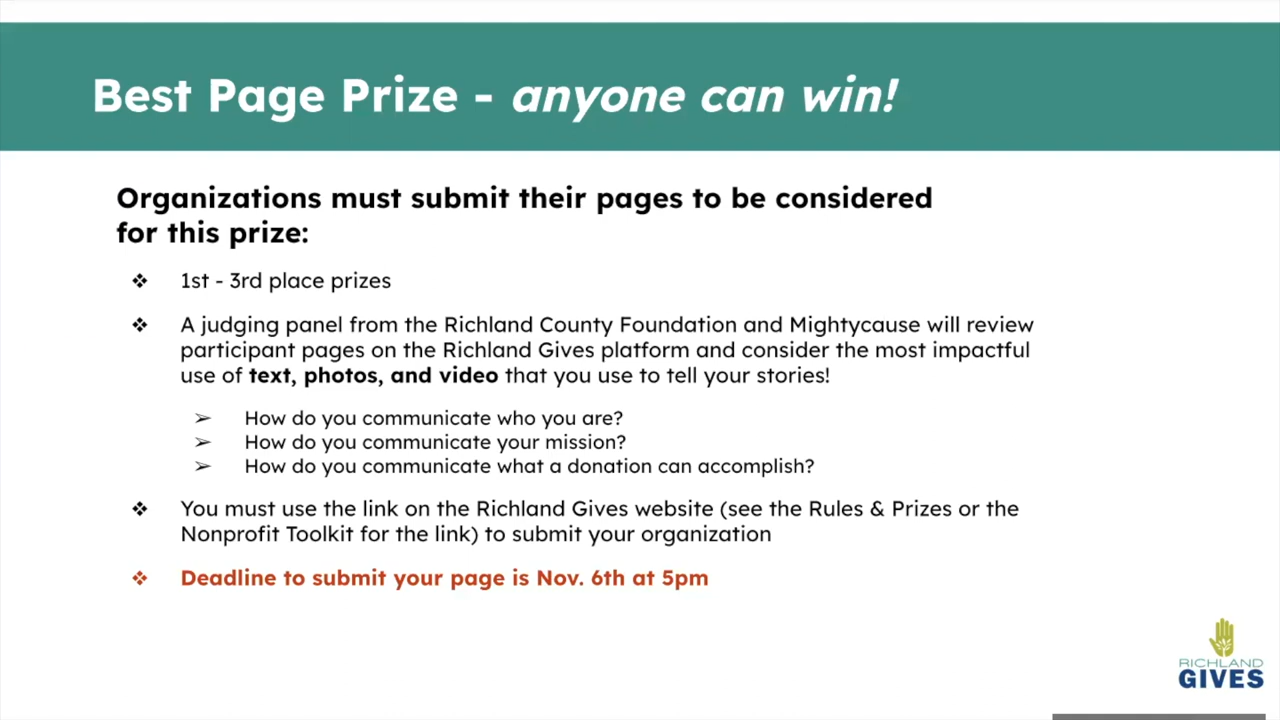 Best Page Prize - anyone can win!
Organizations must submit their pages to be considered
for this prize:
❖ 1st - 3rd place prizes
❖ A judging panel from the Richland County Foundation and Mightycause will review
participant pages on the Richland Gives platform and consider the most impactful
use of text, photos, and video that you use to tell your stories!
➢ How do you communicate who you are?
➢ How do you communicate your mission?
➢ How do you communicate what a donation can accomplish?
❖ You must use the link on the Richland Gives website (see the Rules & Prizes or the
Nonprofit Toolkit for the link) to submit your organization
❖ Deadline to submit your page is Nov. 6th at 5pm
RICHLAND
GIVES